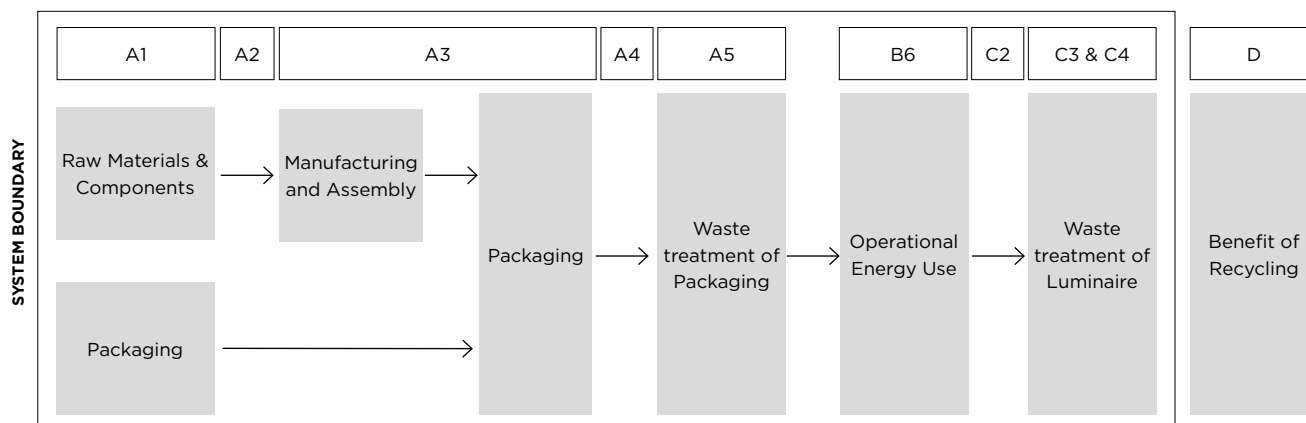 SYSTEM BOUNDARY
A1
A2
A3
A4
A5
B6
C2
C3 & C4
D
Raw Materials &
Components
Manufacturing
and Assembly
Packaging
Packaging
Waste
treatment of
Packaging
Operational
Energy Use
Waste
treatment of
Luminaire
Benefit of
Recycling